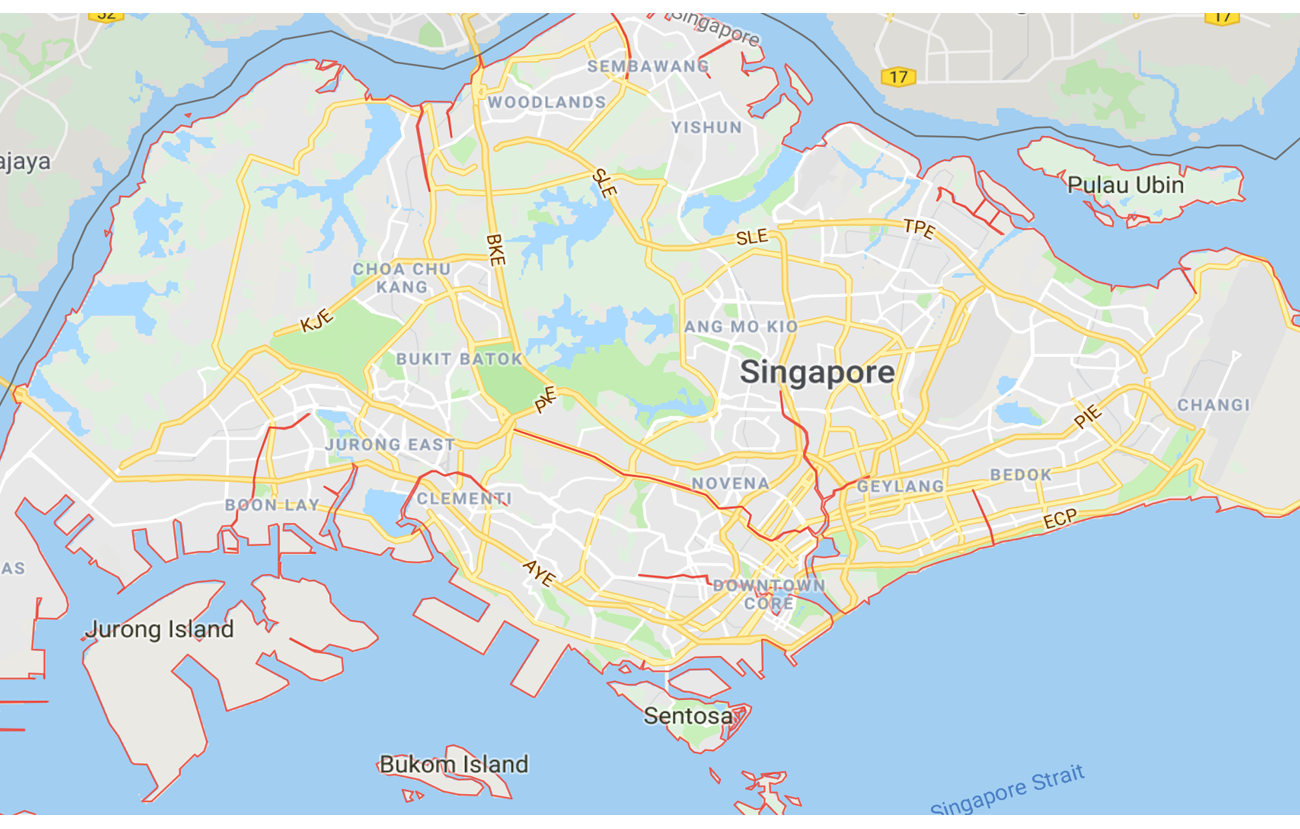 52
Singapore
17
SEMBAWANG
17
WOODLANDS
YISHUN
ajaya
SLE
Pulau Ubin
BKE
SLE
TPE
CHOA CHU
KANG
KJE
ANG MO KIO
BUKIT BATOK
Singapore
PIE
CHANGI
PIE
JURONG EAST
BEDOK
NOVENA
GEYLANG
CLEMENTI
BOON LAY
ECP
AS
AYE
DOWNTOWN
CORE
Jurong Island
Sentosa
Bukom Island
Singapore Strait